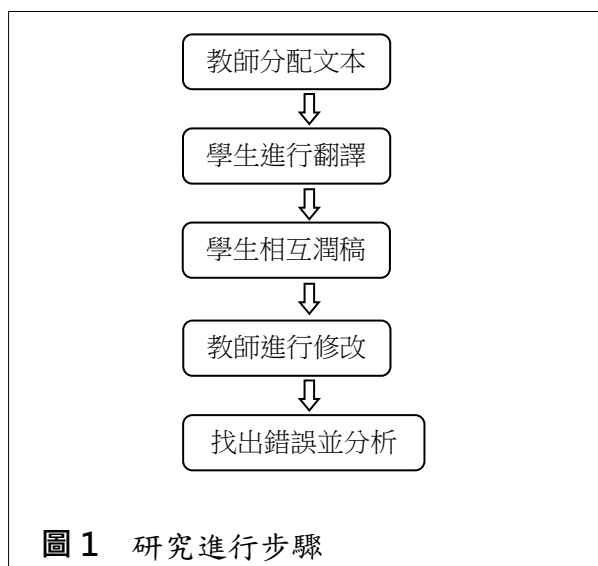 教師分配文本
學生進行翻譯
學生相互潤稿
教師進行修改
找出錯誤並分析
圖 1 研究進行步驟